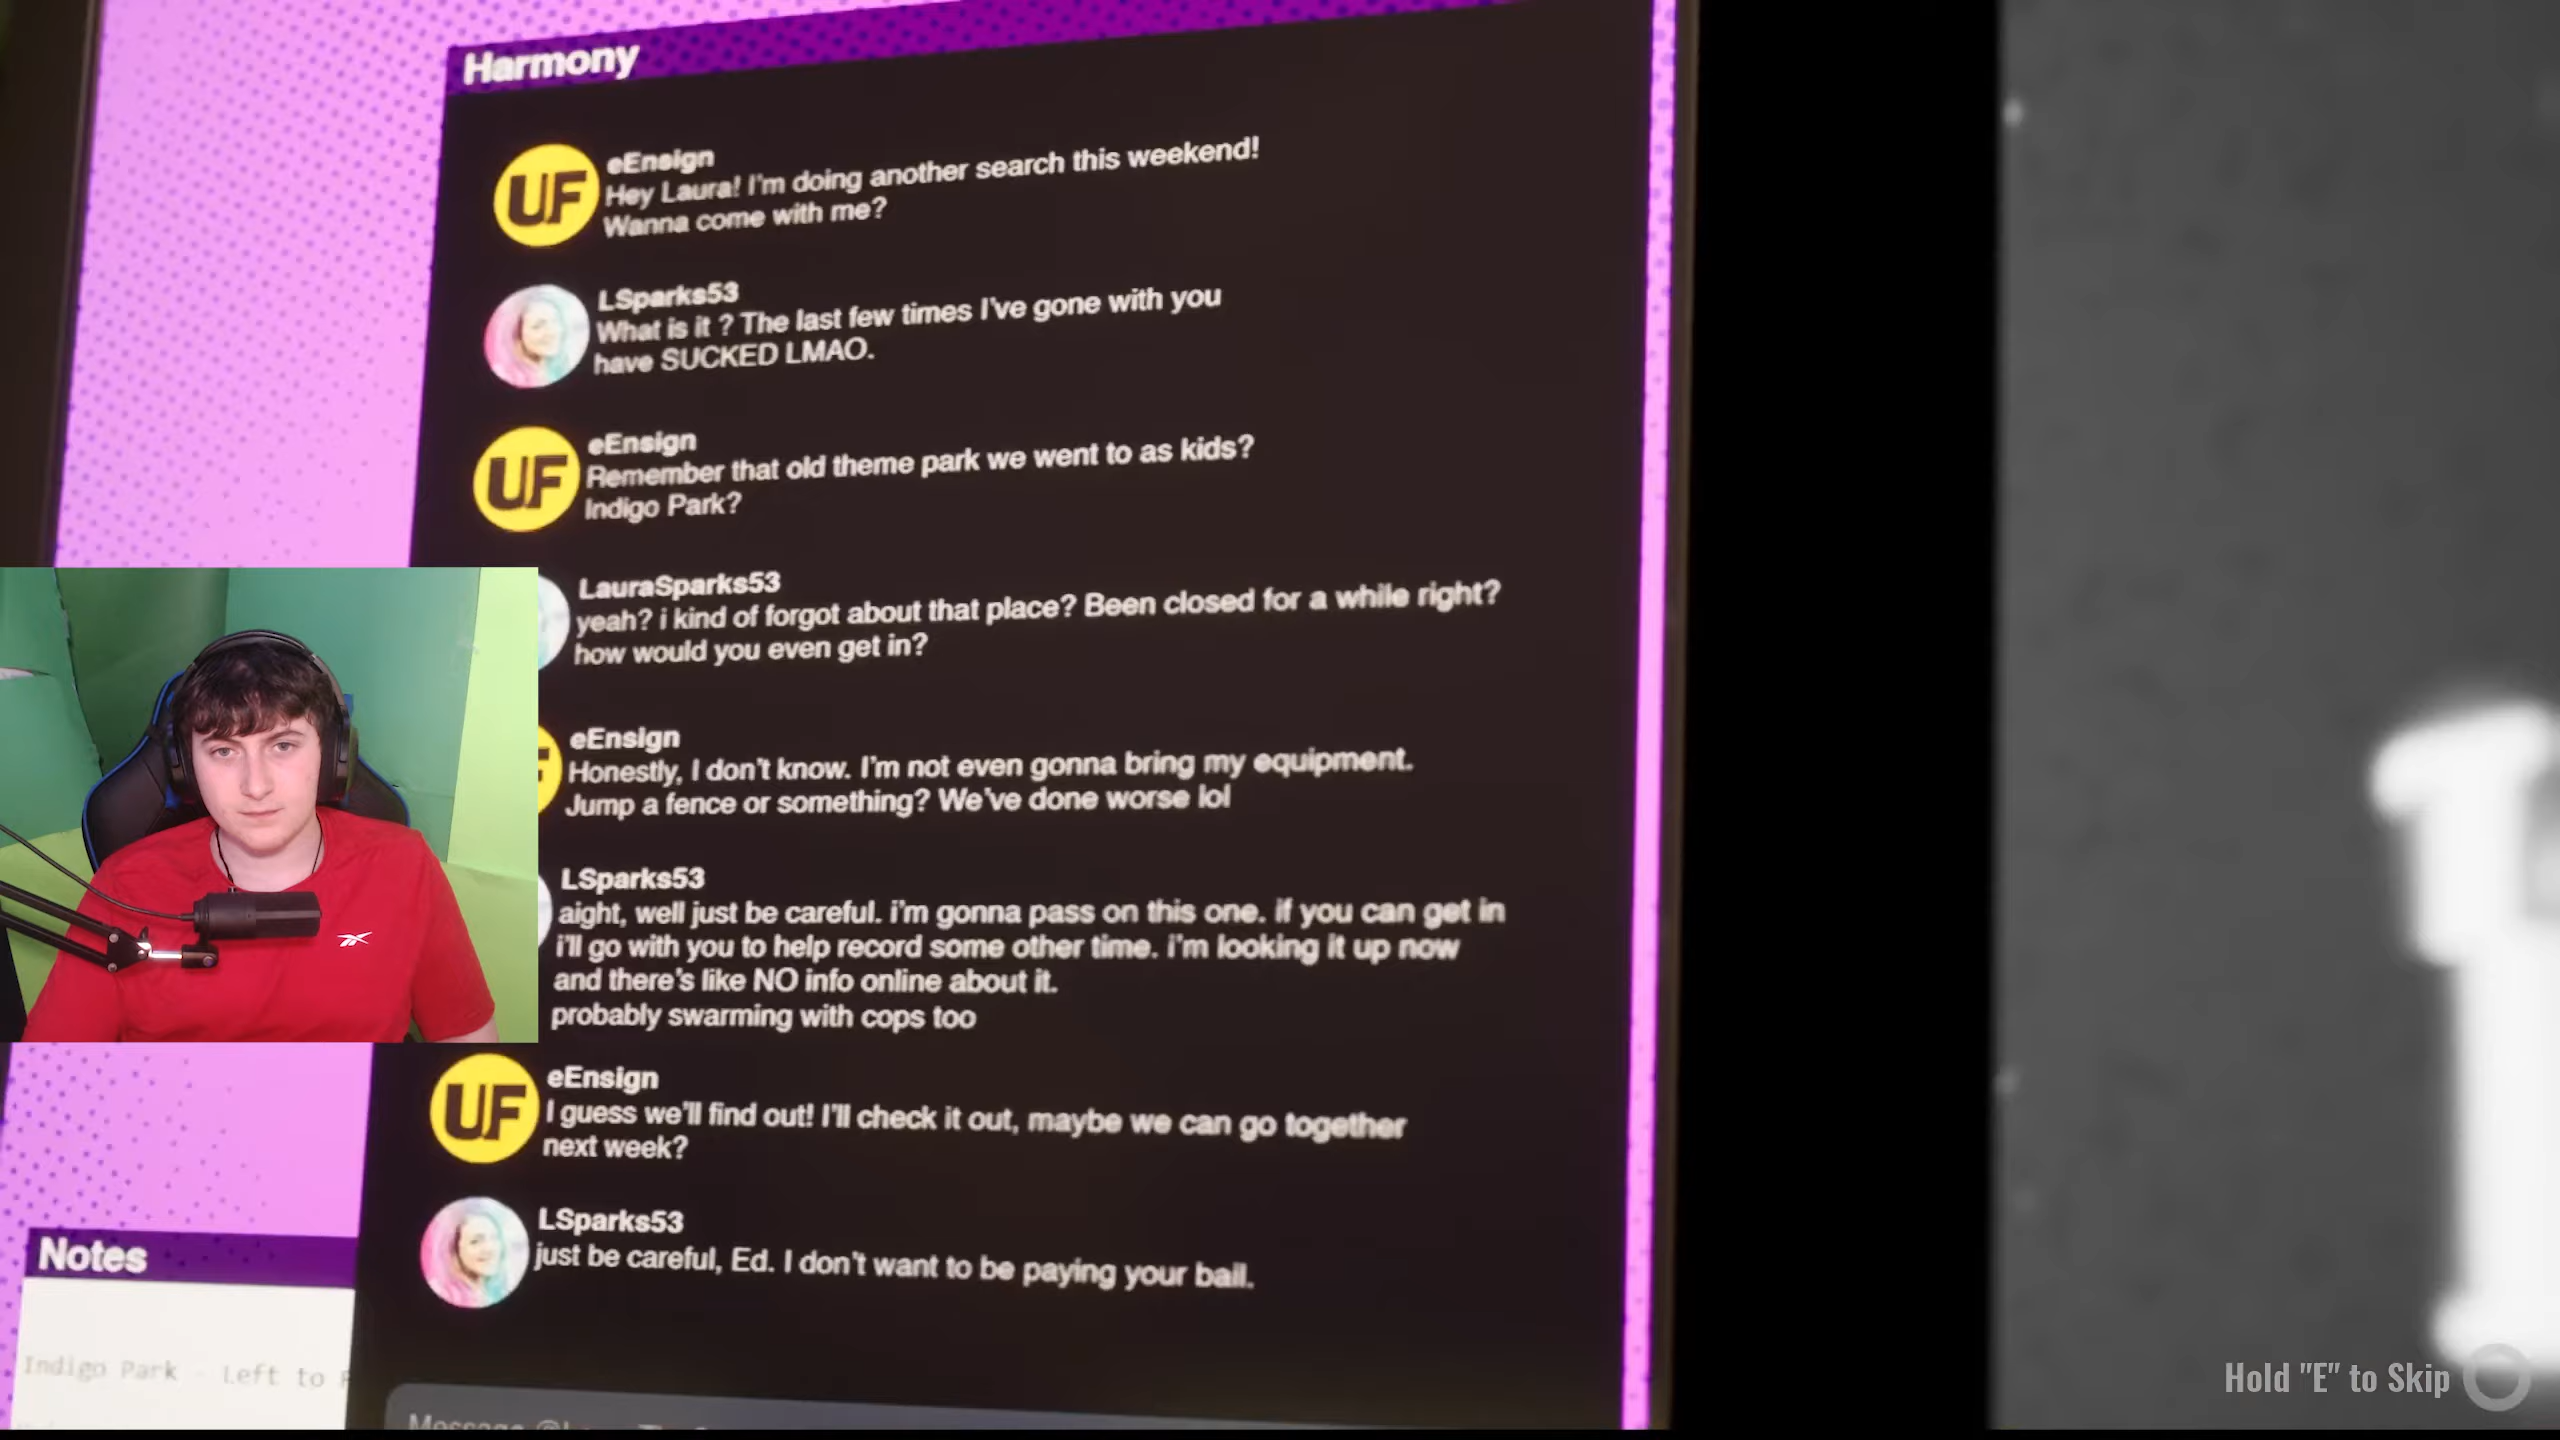 Harmony
UF
eEnsign
Hey Laura! I'm doing another search this weekend!
Wanna come with me?
LSparks53
What is it ? The last few times I've gone with you
have SUCKED LMAO.
UF
eEnsign
Remember that old theme park we went to as kids?
Indigo Park?
LauraSparks53
yeah? i kind of forgot about that place? Been closed for a while right?
how would you even get in?
eEnsign
Honestly, I don't know. I'm not even gonna bring my equipment.
Jump a fence or something? We've done worse lol
LSparks53
aight, well just be careful. i'm gonna pass on this one. if you can get in
i'll go with you to help record some other time. i'm looking it up now
and there's like NO info online about it.
probably swarming with cops too
UF
eEnsign
I guess we'll find out! I'll check it out, maybe we can go together
next week?
LSparks53
just be careful, Ed. I don't want to be paying your bail.
Notes
Indigo Park - Left to
Message
Hold "E" to Skip